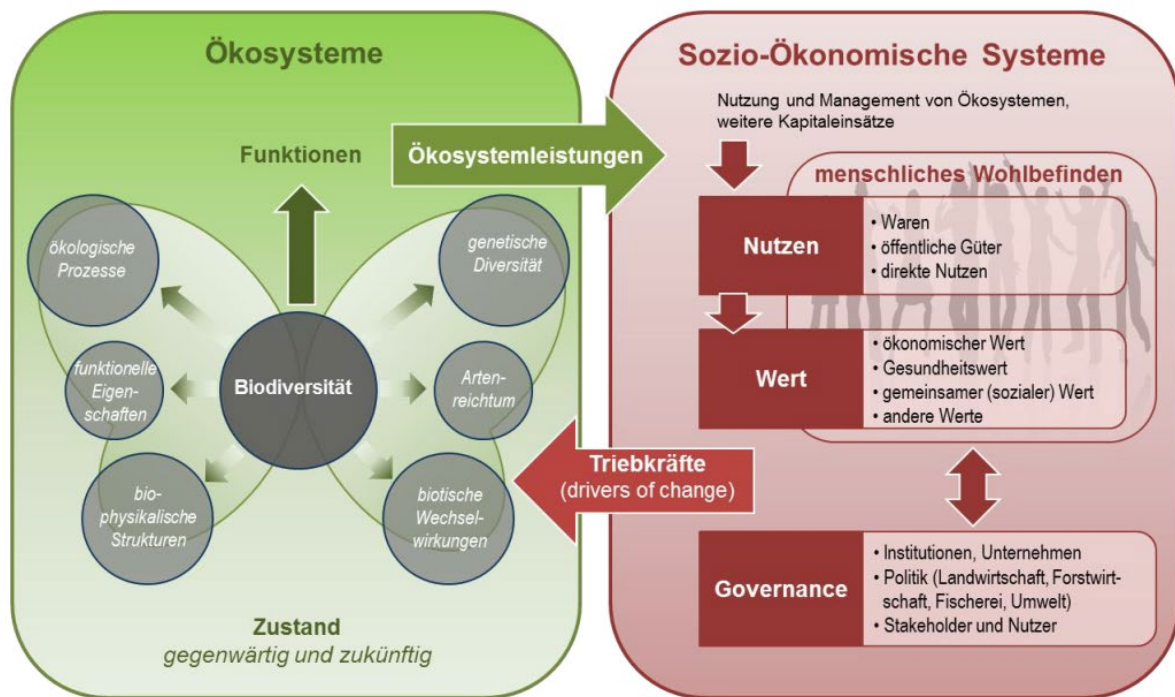 Ökosysteme
Funktionen
Ökosystemleistungen
ökologische
Prozesse
genetische
Diversität
funktionelle
Eigen-
schaften
Biodiversität
Arten-
reichtum
bio-
physikalische
Strukturen
biotische
Wechsel-
wirkungen
Zustand
gegenwärtig und zukünftig
Triebkräfte
(drivers of change)
Sozio-Ökonomische Systeme
Nutzung und Management von Ökosystemen,
weitere Kapitaleinsätze
menschliches Wohlbefinden
Nutzen
• Waren
• öffentliche Güter
• direkte Nutzen
Wert
• ökonomischer Wert
• Gesundheitswert
• gemeinsamer (sozialer) Wert
• andere Werte
Governance
• Institutionen, Unternehmen
• Politik (Landwirtschaft, Forstwirt-
schaft, Fischerei, Umwelt)
• Stakeholder und Nutzer